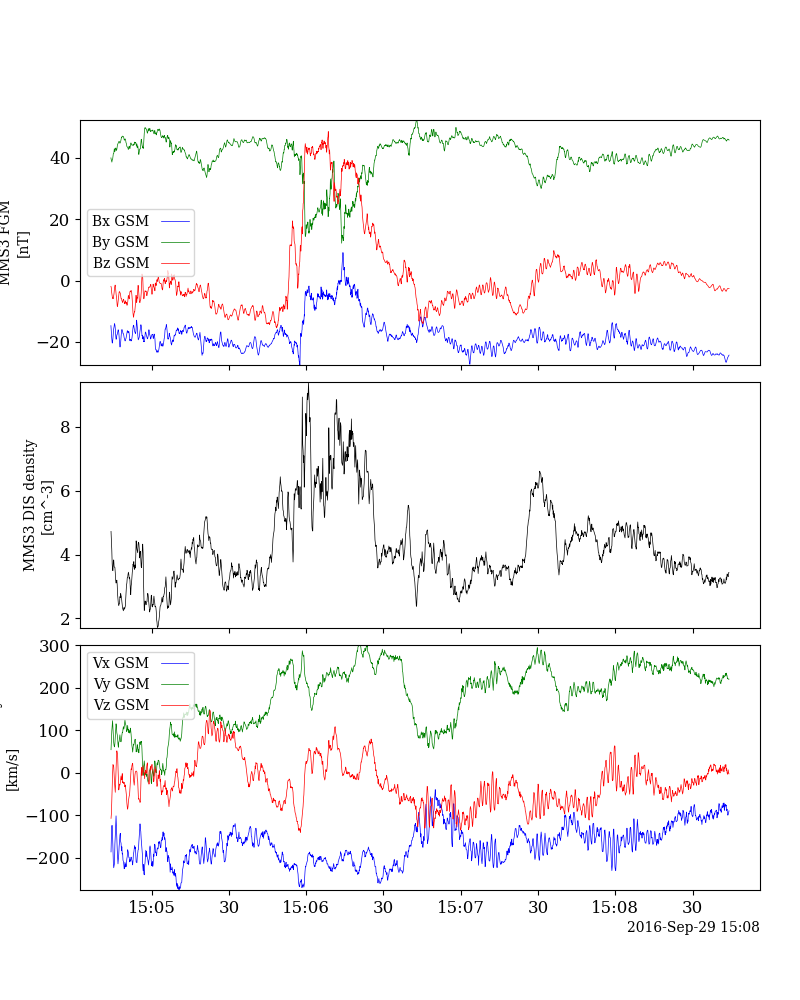 40
20
0
−20
MMS3 FGM
[nT]
Bx GSM
By GSM
Bz GSM
8
6
4
2
MMS3 DIS density
[cm^-3]
300
200
100
0
−100
−200
[km/s]
Vx GSM
Vy GSM
Vz GSM
15:05
30
15:06
30
15:07
30
15:08
30
2016-Sep-29 15:08